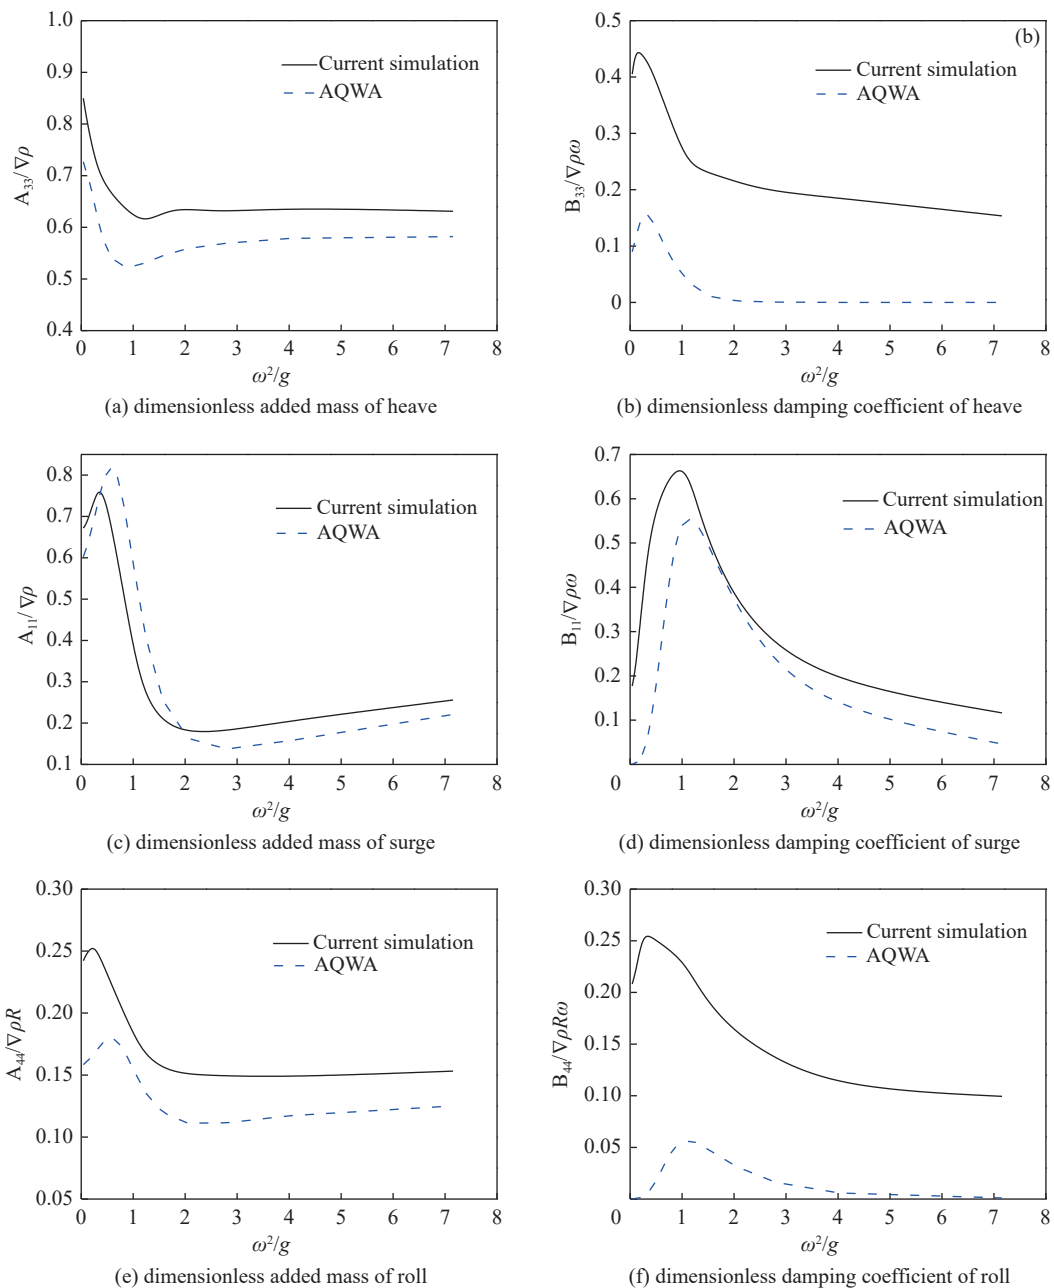 1.0
0.9
0.8
0.7
0.6
0.5
0.4
A₃₃/∇ρ
Current simulation
AQWA
0 1 2 3 4 5 6 7 8
ω²/g
(a) dimensionless added mass of heave
(b)
0.5
0.4
0.3
0.2
0.1
0
B₃₃/∇ρω
Current simulation
AQWA
0 1 2 3 4 5 6 7 8
ω²/g
(b) dimensionless damping coefficient of heave
0.8
0.7
0.6
0.5
0.4
0.3
0.2
0.1
A₁₁/∇ρ
Current simulation
AQWA
0 1 2 3 4 5 6 7 8
ω²/g
(c) dimensionless added mass of surge
0.7
0.6
0.5
0.4
0.3
0.2
0.1
B₁₁/∇ρω
Current simulation
AQWA
0 1 2 3 4 5 6 7 8
ω²/g
(d) dimensionless damping coefficient of surge
0.30
0.25
0.20
0.15
0.10
0.05
A₄₄/∇ρR
Current simulation
AQWA
0 1 2 3 4 5 6 7 8
ω²/g
(e) dimensionless added mass of roll
0.30
0.25
0.20
0.15
0.10
0.05
B₄₄/∇ρRω
Current simulation
AQWA
0 1 2 3 4 5 6 7 8
ω²/g
(f) dimensionless damping coefficient of roll